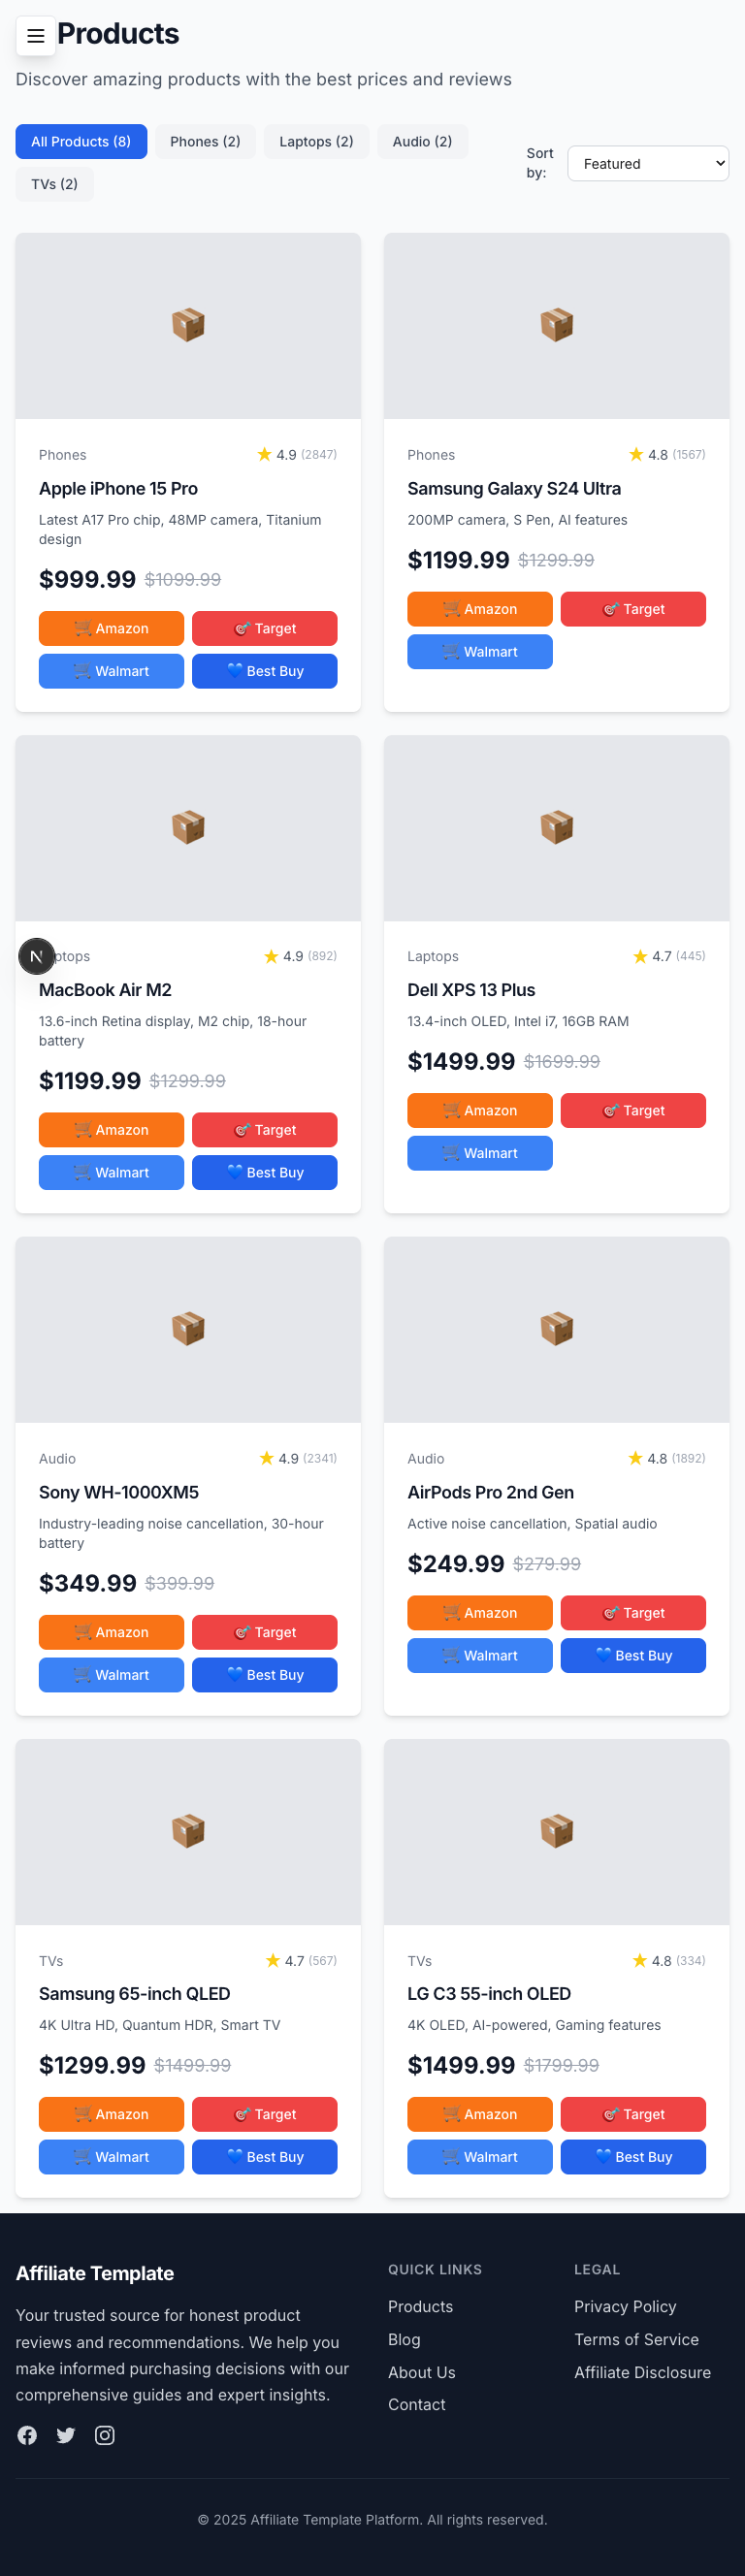 Products
Discover amazing products with the best prices and reviews
All Products (8)
Phones (2)
Laptops (2)
Audio (2)
TVs (2)
Sort
by:
Featured
Phones
4.9 (2847)
Apple iPhone 15 Pro
Latest A17 Pro chip, 48MP camera, Titanium
design
$999.99 $1099.99
Amazon
Target
Walmart
Best Buy
Phones
4.8 (1567)
Samsung Galaxy S24 Ultra
200MP camera, S Pen, AI features
$1199.99 $1299.99
Amazon
Target
Walmart
N
ptops
4.9 (892)
MacBook Air M2
13.6-inch Retina display, M2 chip, 18-hour
battery
$1199.99 $1299.99
Amazon
Target
Walmart
Best Buy
Laptops
4.7 (445)
Dell XPS 13 Plus
13.4-inch OLED, Intel i7, 16GB RAM
$1499.99 $1699.99
Amazon
Target
Walmart
Audio
4.9 (2341)
Sony WH-1000XM5
Industry-leading noise cancellation, 30-hour
battery
$349.99 $399.99
Amazon
Target
Walmart
Best Buy
Audio
4.8 (1892)
AirPods Pro 2nd Gen
Active noise cancellation, Spatial audio
$249.99 $279.99
Amazon
Target
Walmart
Best Buy
TVs
4.7 (567)
Samsung 65-inch QLED
4K Ultra HD, Quantum HDR, Smart TV
$1299.99 $1499.99
Amazon
Target
Walmart
Best Buy
TVs
4.8 (334)
LG C3 55-inch OLED
4K OLED, AI-powered, Gaming features
$1499.99 $1799.99
Amazon
Target
Walmart
Best Buy
Affiliate Template
Your trusted source for honest product
reviews and recommendations. We help you
make informed purchasing decisions with our
comprehensive guides and expert insights.
QUICK LINKS
Products
Blog
About Us
Contact
LEGAL
Privacy Policy
Terms of Service
Affiliate Disclosure
© 2025 Affiliate Template Platform. All rights reserved.